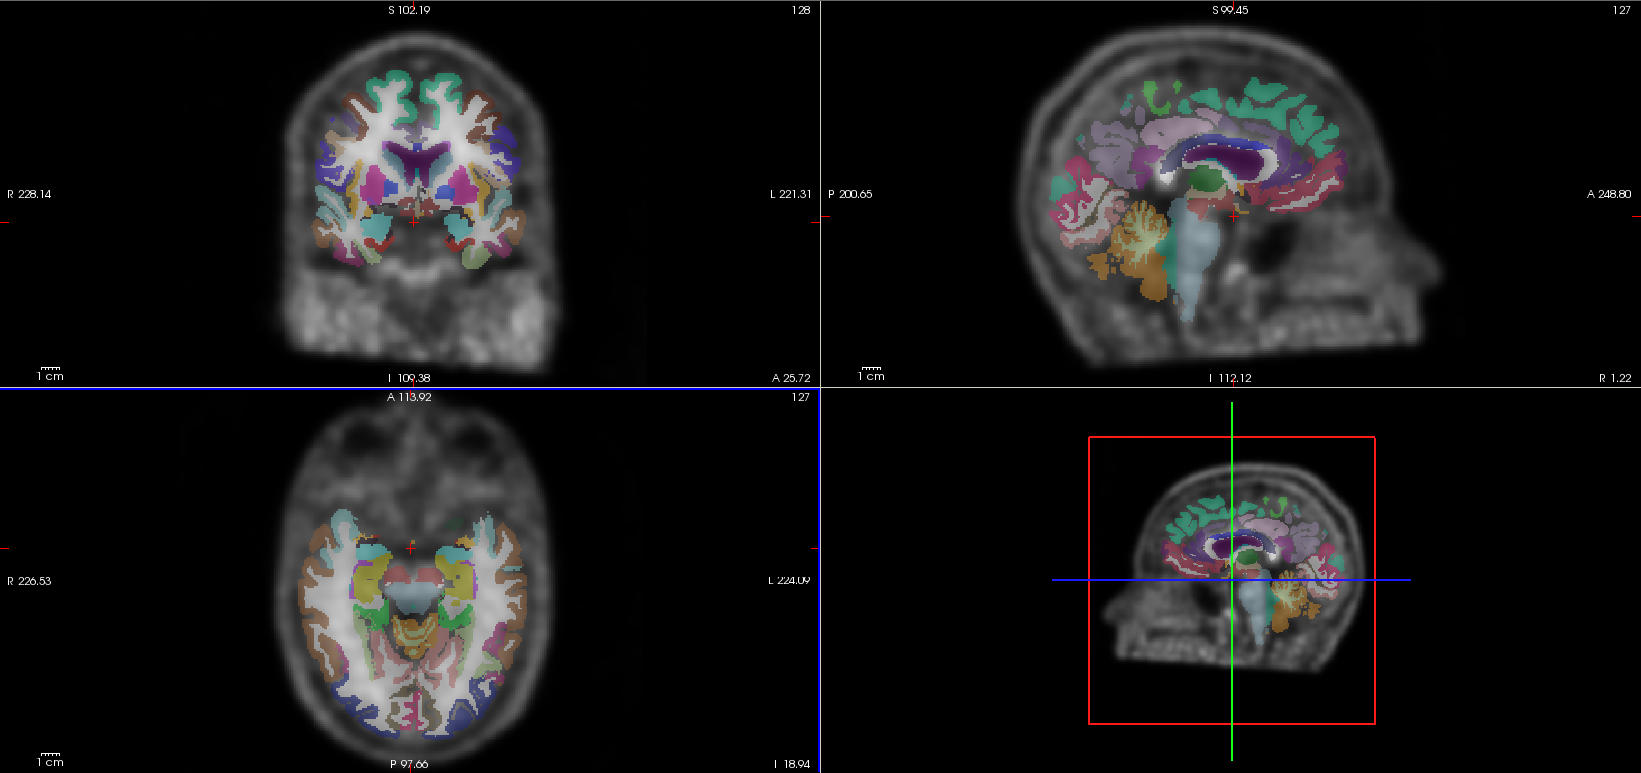 S 102.19
128
R 228.14
L 221.31
1 cm
I 109.38
A 25.72
S 99.45
127
P 200.65
A 248.80
1 cm
I 112.12
R 1.22
A 113.92
127
R 226.53
L 224.09
1 cm
P 97.66
I 18.94